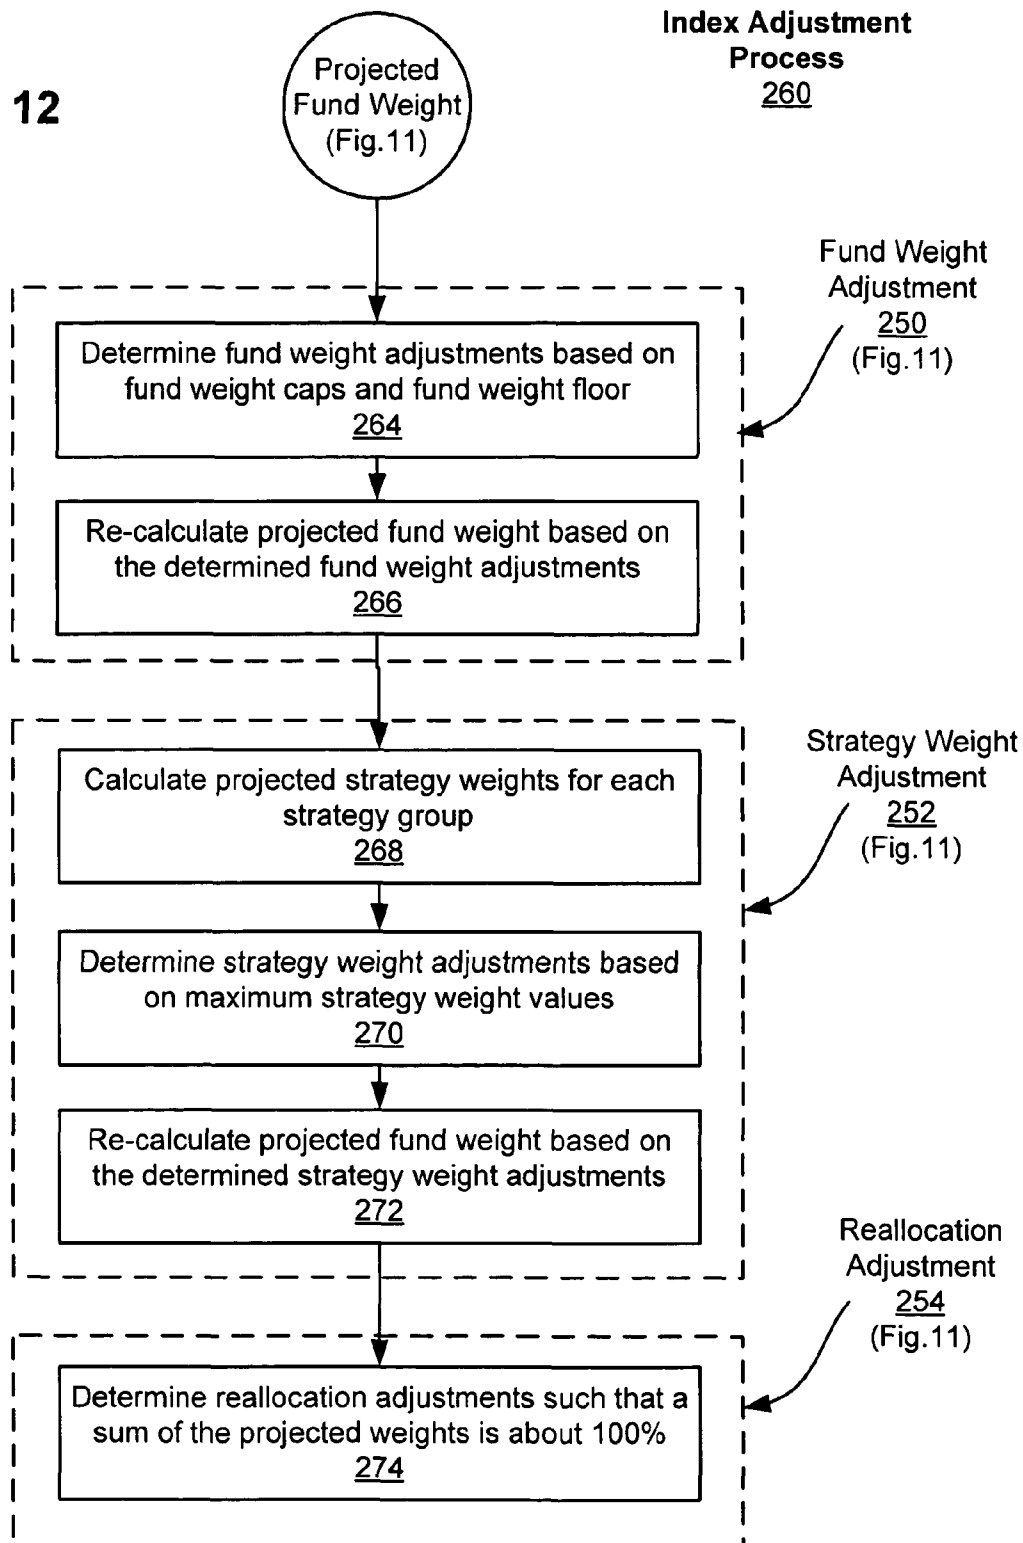 Index Adjustment
Process
260
12
Projected
Fund Weight
(Fig.11)
Fund Weight
Adjustment
250
(Fig.11)
Determine fund weight adjustments based on
fund weight caps and fund weight floor
264
Re-calculate projected fund weight based on
the determined fund weight adjustments
266
Strategy Weight
Adjustment
252
(Fig.11)
Calculate projected strategy weights for each
strategy group
268
Determine strategy weight adjustments based
on maximum strategy weight values
270
Re-calculate projected fund weight based on
the determined strategy weight adjustments
272
Reallocation
Adjustment
254
(Fig.11)
Determine reallocation adjustments such that a
sum of the projected weights is about 100%
274